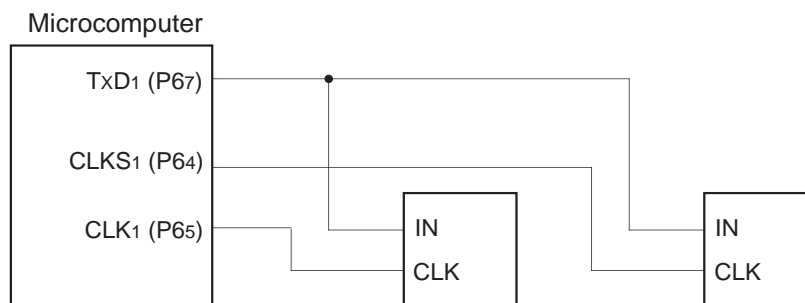 Microcomputer
TXD1 (P67)
CLKS1 (P64)
CLK1 (P65)
IN
CLK
IN
CLK